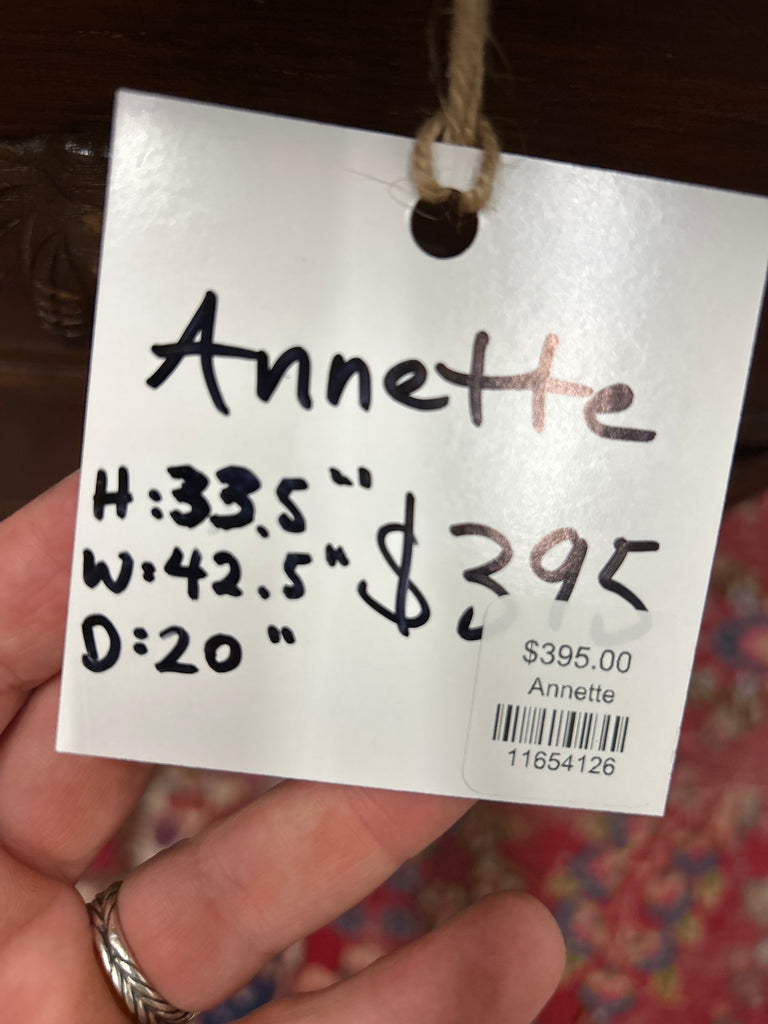 Annette
H:33.5"
W:42.5"
D:20"
$395
$395.00
Annette
11654126